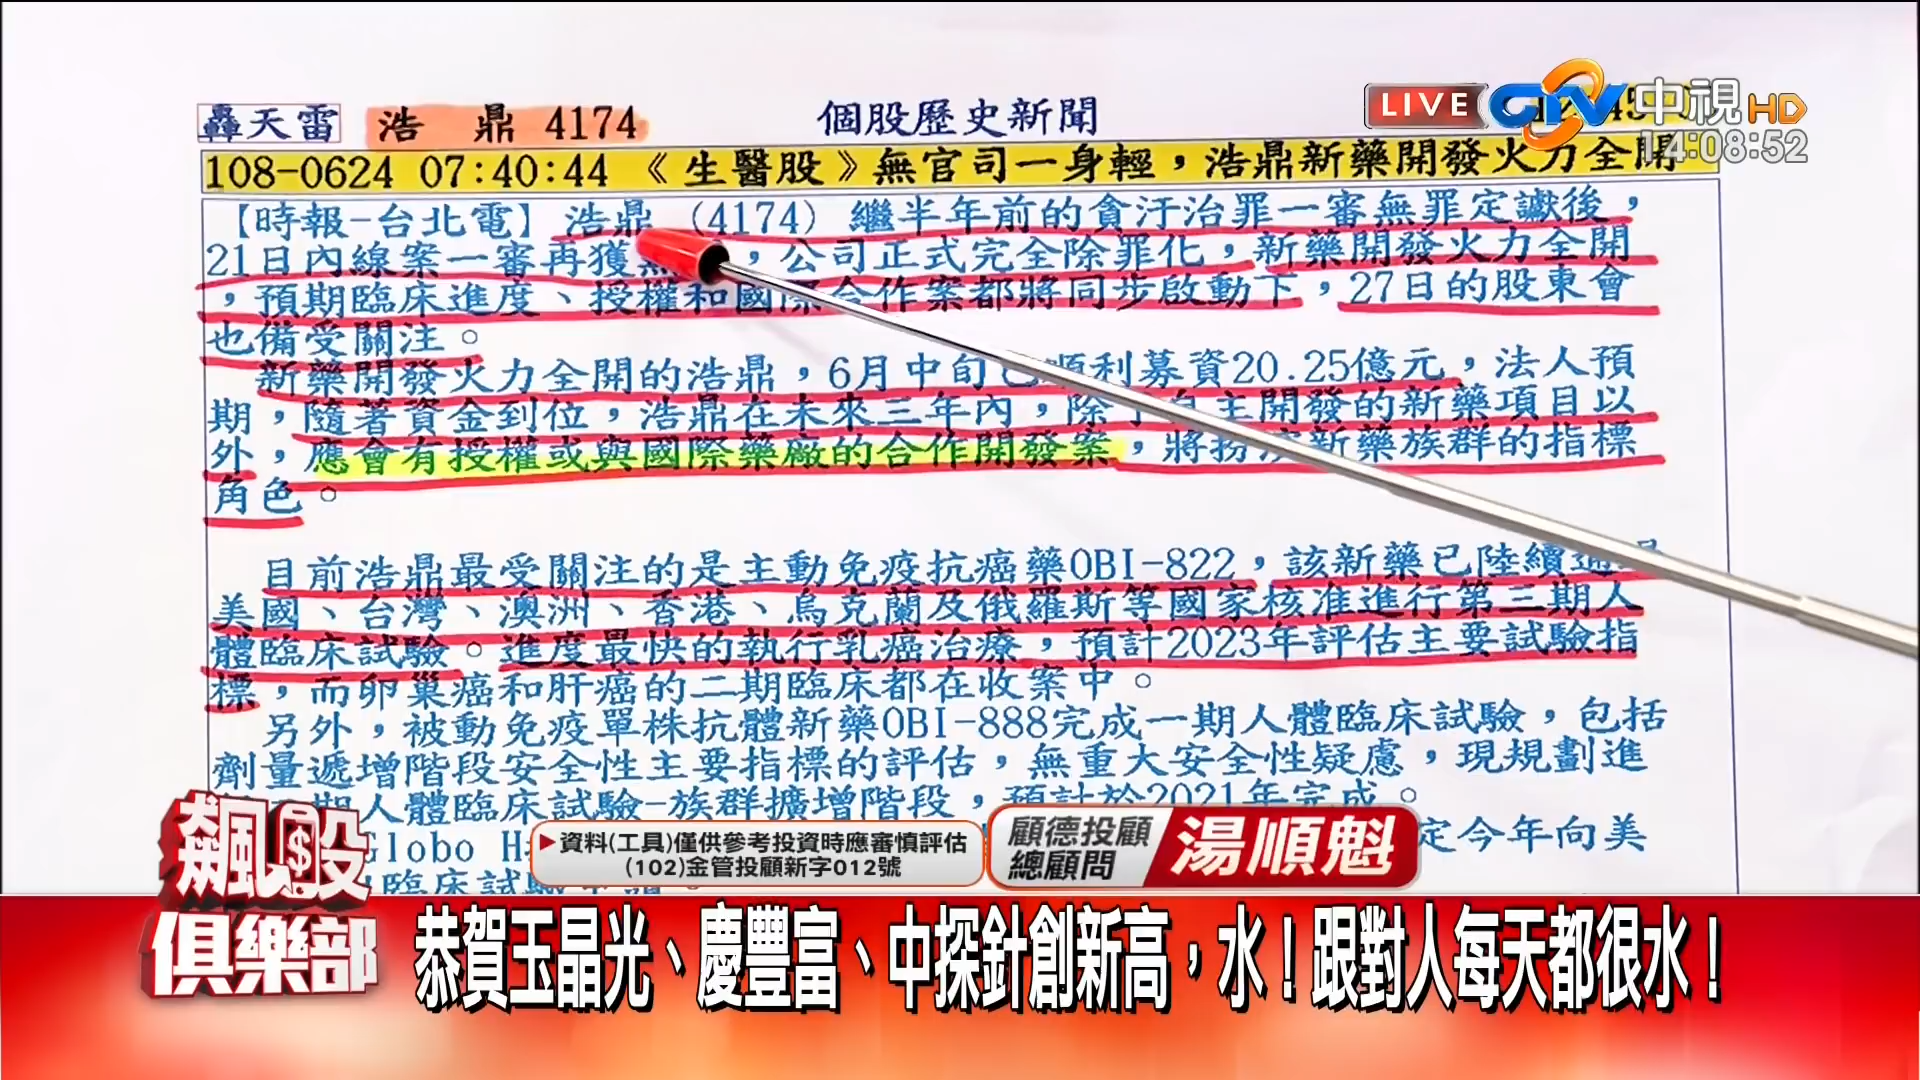 轟天雷 浩 鼎 4174 個股歷史新聞
LIVE 中視HD
14:08:52
108-0624 07:40:44 《生醫股》無官司一身輕，浩鼎新藥開發火力全開
【時報-台北電】浩鼎（4174）繼半年前的貪汙治罪一審無罪定讞後，
21日內線案一審再獲，公司正式完全除罪化，新藥開發火力全開
，預期臨床進度、授權和國際合作案都將同步啟動下，27日的股東會
也備受關注。
新藥開發火力全開的浩鼎，6月中旬已順利募資20.25億元，法人預
期，隨著資金到位，浩鼎在未來三年內，除了自主開發的新藥項目以
外，應會有授權或與國際藥廠的合作開發案，將扮演新藥族群的指標
角色。
目前浩鼎最受關注的是主動免疫抗癌藥OBI-822，該新藥已陸續
美國、台灣、澳洲、香港、烏克蘭及俄羅斯等國家核准進行第三期人
體臨床試驗。進度最快的執行乳癌治療，預計2023年評估主要試驗指
標，而卵巢癌和肝癌的二期臨床都在收案中。
另外，被動免疫單株抗體新藥OBI-888完成一期人體臨床試驗，包括
劑量遞增階段安全性主要指標的評估，無重大安全性疑慮，現規劃進
期人體臨床試驗-族群擴增階段，預計於2021年完成。
Globo H 定今年向美
臨床試驗
資料(工具)僅供參考投資時應審慎評估
(102)金管投顧新字012號
顧德投顧
總顧問
湯順魁
飆股
俱樂部
恭賀玉晶光、慶豐富、中探針創新高，水！跟對人每天都很水！